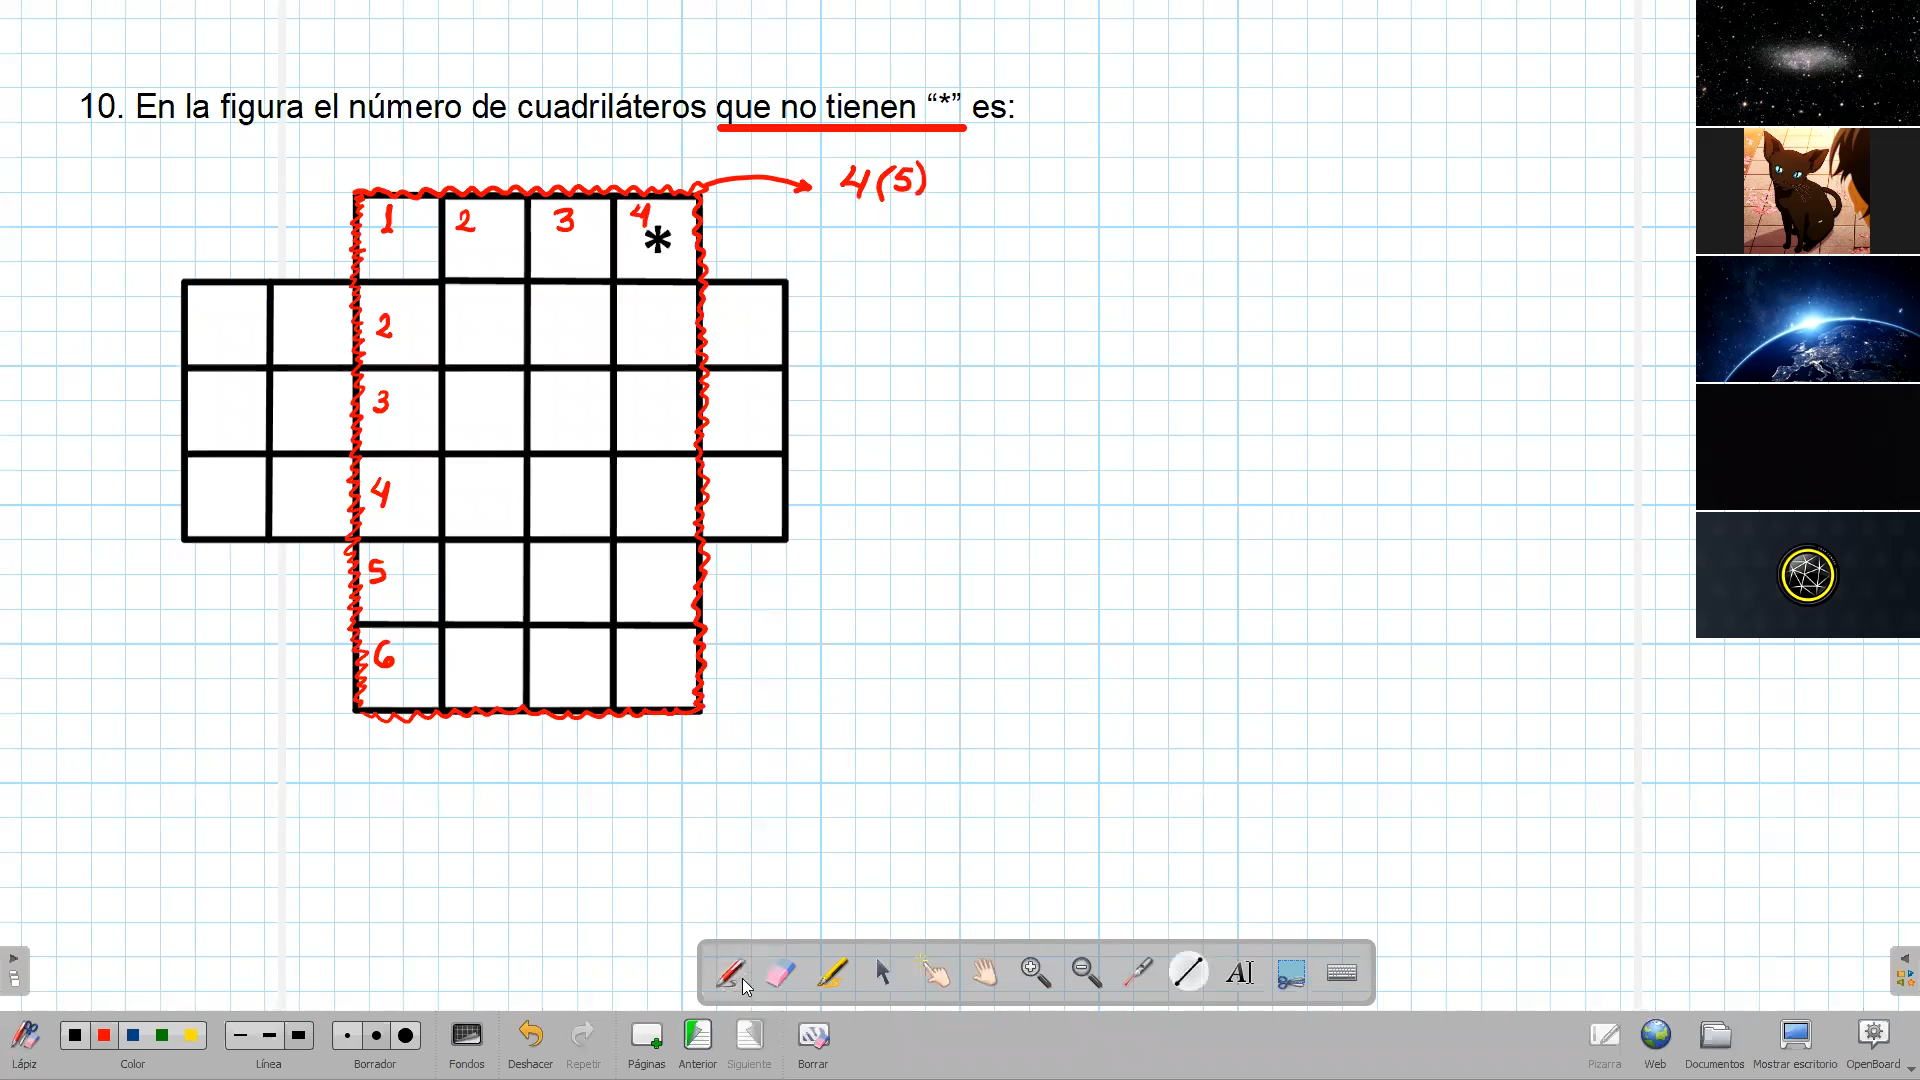 10. En la figura el número de cuadriláteros que no tienen “*” es:
4(5)
1 2 3 4
*
2
3
4
5
6
AI
Lápiz Color Línea Borrador Fondos Deshacer Repetir Páginas Anterior Siguiente Borrar Pizarra Web Documentos Mostrar escritorio OpenBoard